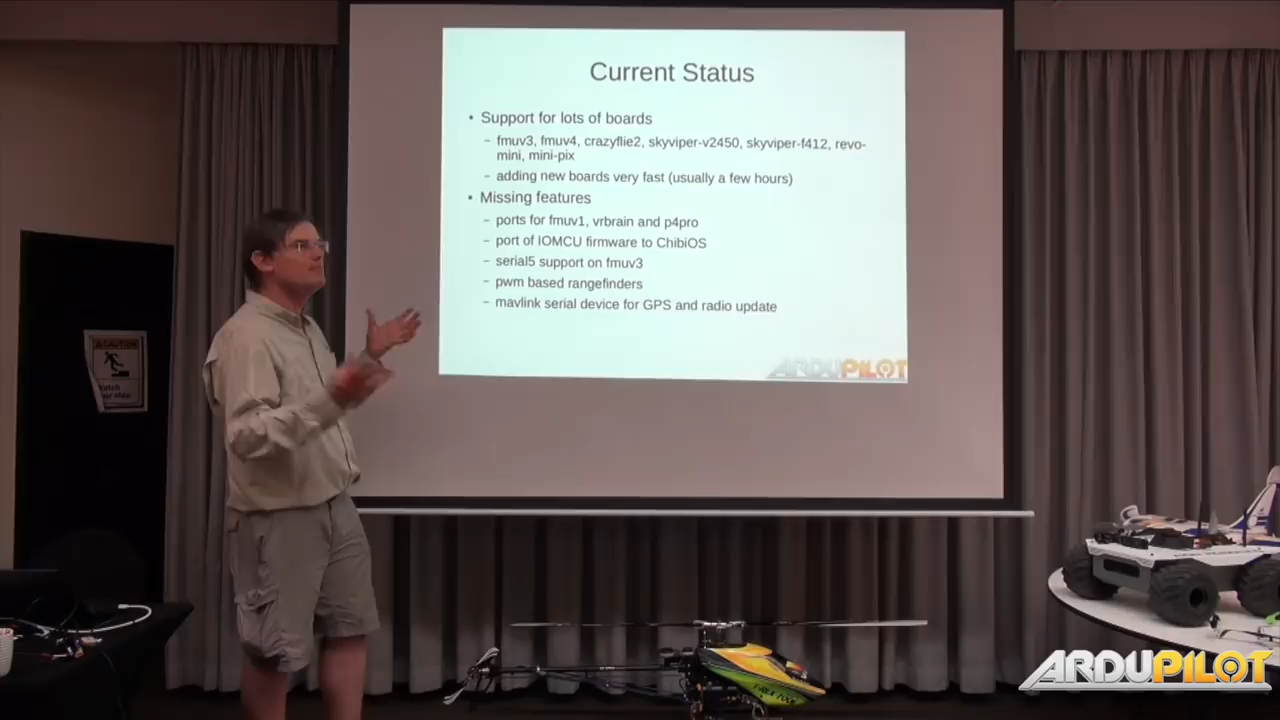 Current Status
• Support for lots of boards
– fmuv3, fmuv4, crazyflie2, skyviper-v2450, skyviper-f412, revo-
mini, mini-pix
– adding new boards very fast (usually a few hours)
• Missing features
– ports for fmuv1, vrbrain and p4pro
– port of IOMCU firmware to ChibiOS
– serial5 support on fmuv3
– pwm based rangefinders
– mavlink serial device for GPS and radio update
ARDUPILOT
CAUTION
T-REX 700
ARDUPILOT